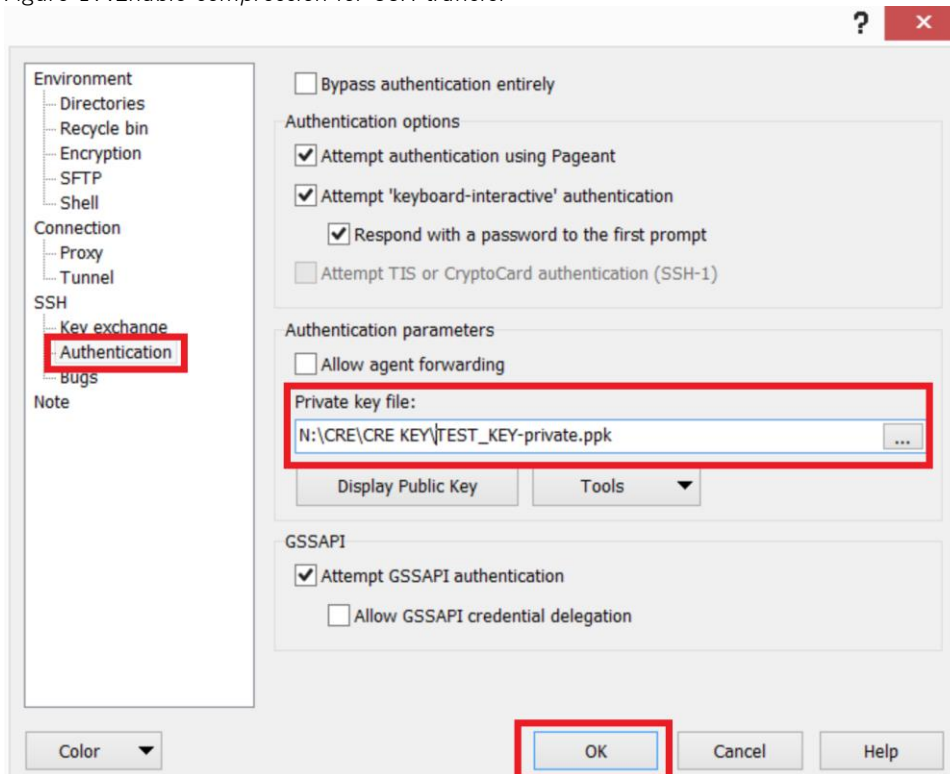 ?
Environment
Directories
Recycle bin
Encryption
SFTP
Shell
Connection
Proxy
Tunnel
SSH
Key exchange
Authentication
Bugs
Note
Bypass authentication entirely
Authentication options
Attempt authentication using Pageant
Attempt 'keyboard-interactive' authentication
Respond with a password to the first prompt
Attempt TIS or CryptoCard authentication (SSH-1)
Authentication parameters
Allow agent forwarding
Private key file:
N:\CRE\CRE KEY\TEST_KEY-private.ppk
...
Display Public Key
Tools
GSSAPI
Attempt GSSAPI authentication
Allow GSSAPI credential delegation
Color
OK
Cancel
Help